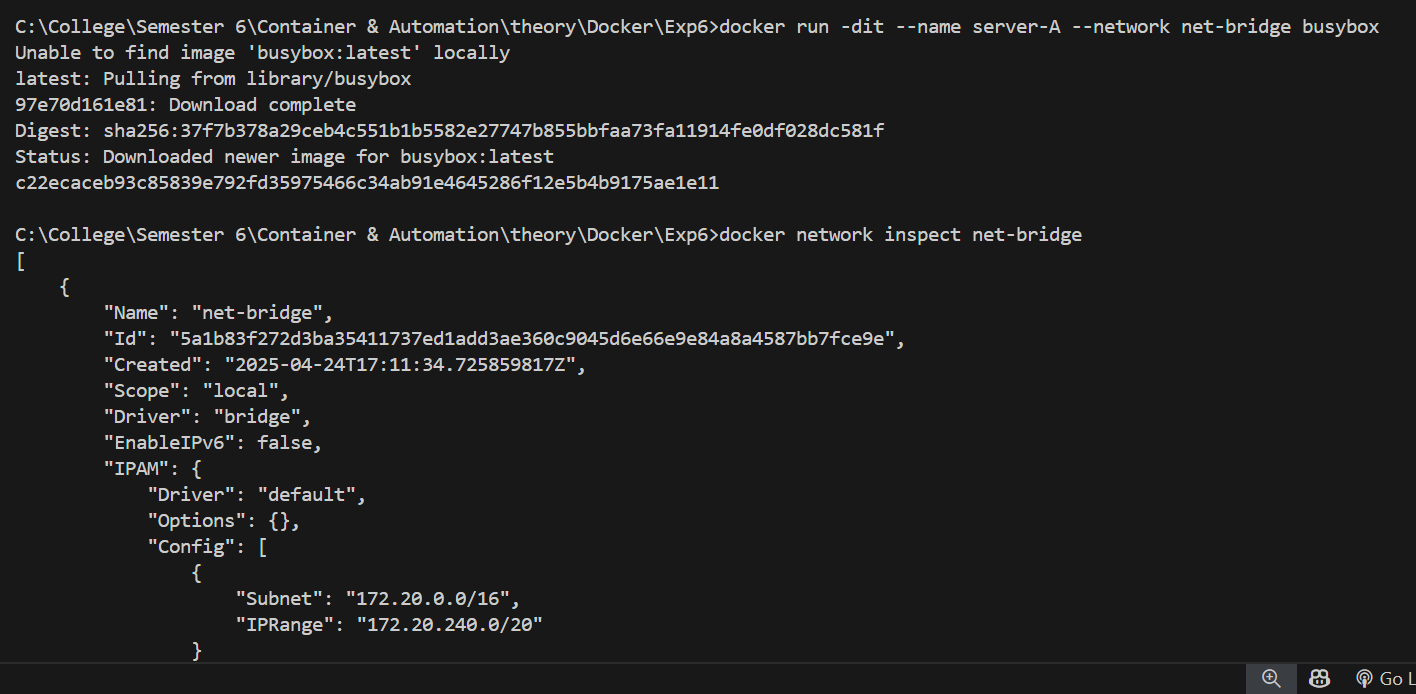 C:\College\Semester 6\Container & Automation\theory\Docker\Exp6>docker run -dit --name server-A --network net-bridge busybox
Unable to find image 'busybox:latest' locally
latest: Pulling from library/busybox
97e70d161e81: Download complete
Digest: sha256:37f7b378a29ceb4c551b1b5582e27747b855bbfaa73fa11914fe0df028dc581f
Status: Downloaded newer image for busybox:latest
c22ecaceb93c85839e792fd35975466c34ab91e4645286f12e5b4b9175ae1e11

C:\College\Semester 6\Container & Automation\theory\Docker\Exp6>docker network inspect net-bridge
[
    {
        "Name": "net-bridge",
        "Id": "5a1b83f272d3ba35411737ed1add3ae360c9045d6e66e9e84a8a4587bb7fce9e",
        "Created": "2025-04-24T17:11:34.725859817Z",
        "Scope": "local",
        "Driver": "bridge",
        "EnableIPv6": false,
        "IPAM": {
            "Driver": "default",
            "Options": {},
            "Config": [
                {
                    "Subnet": "172.20.0.0/16",
                    "IPRange": "172.20.240.0/20"
                }
Go L